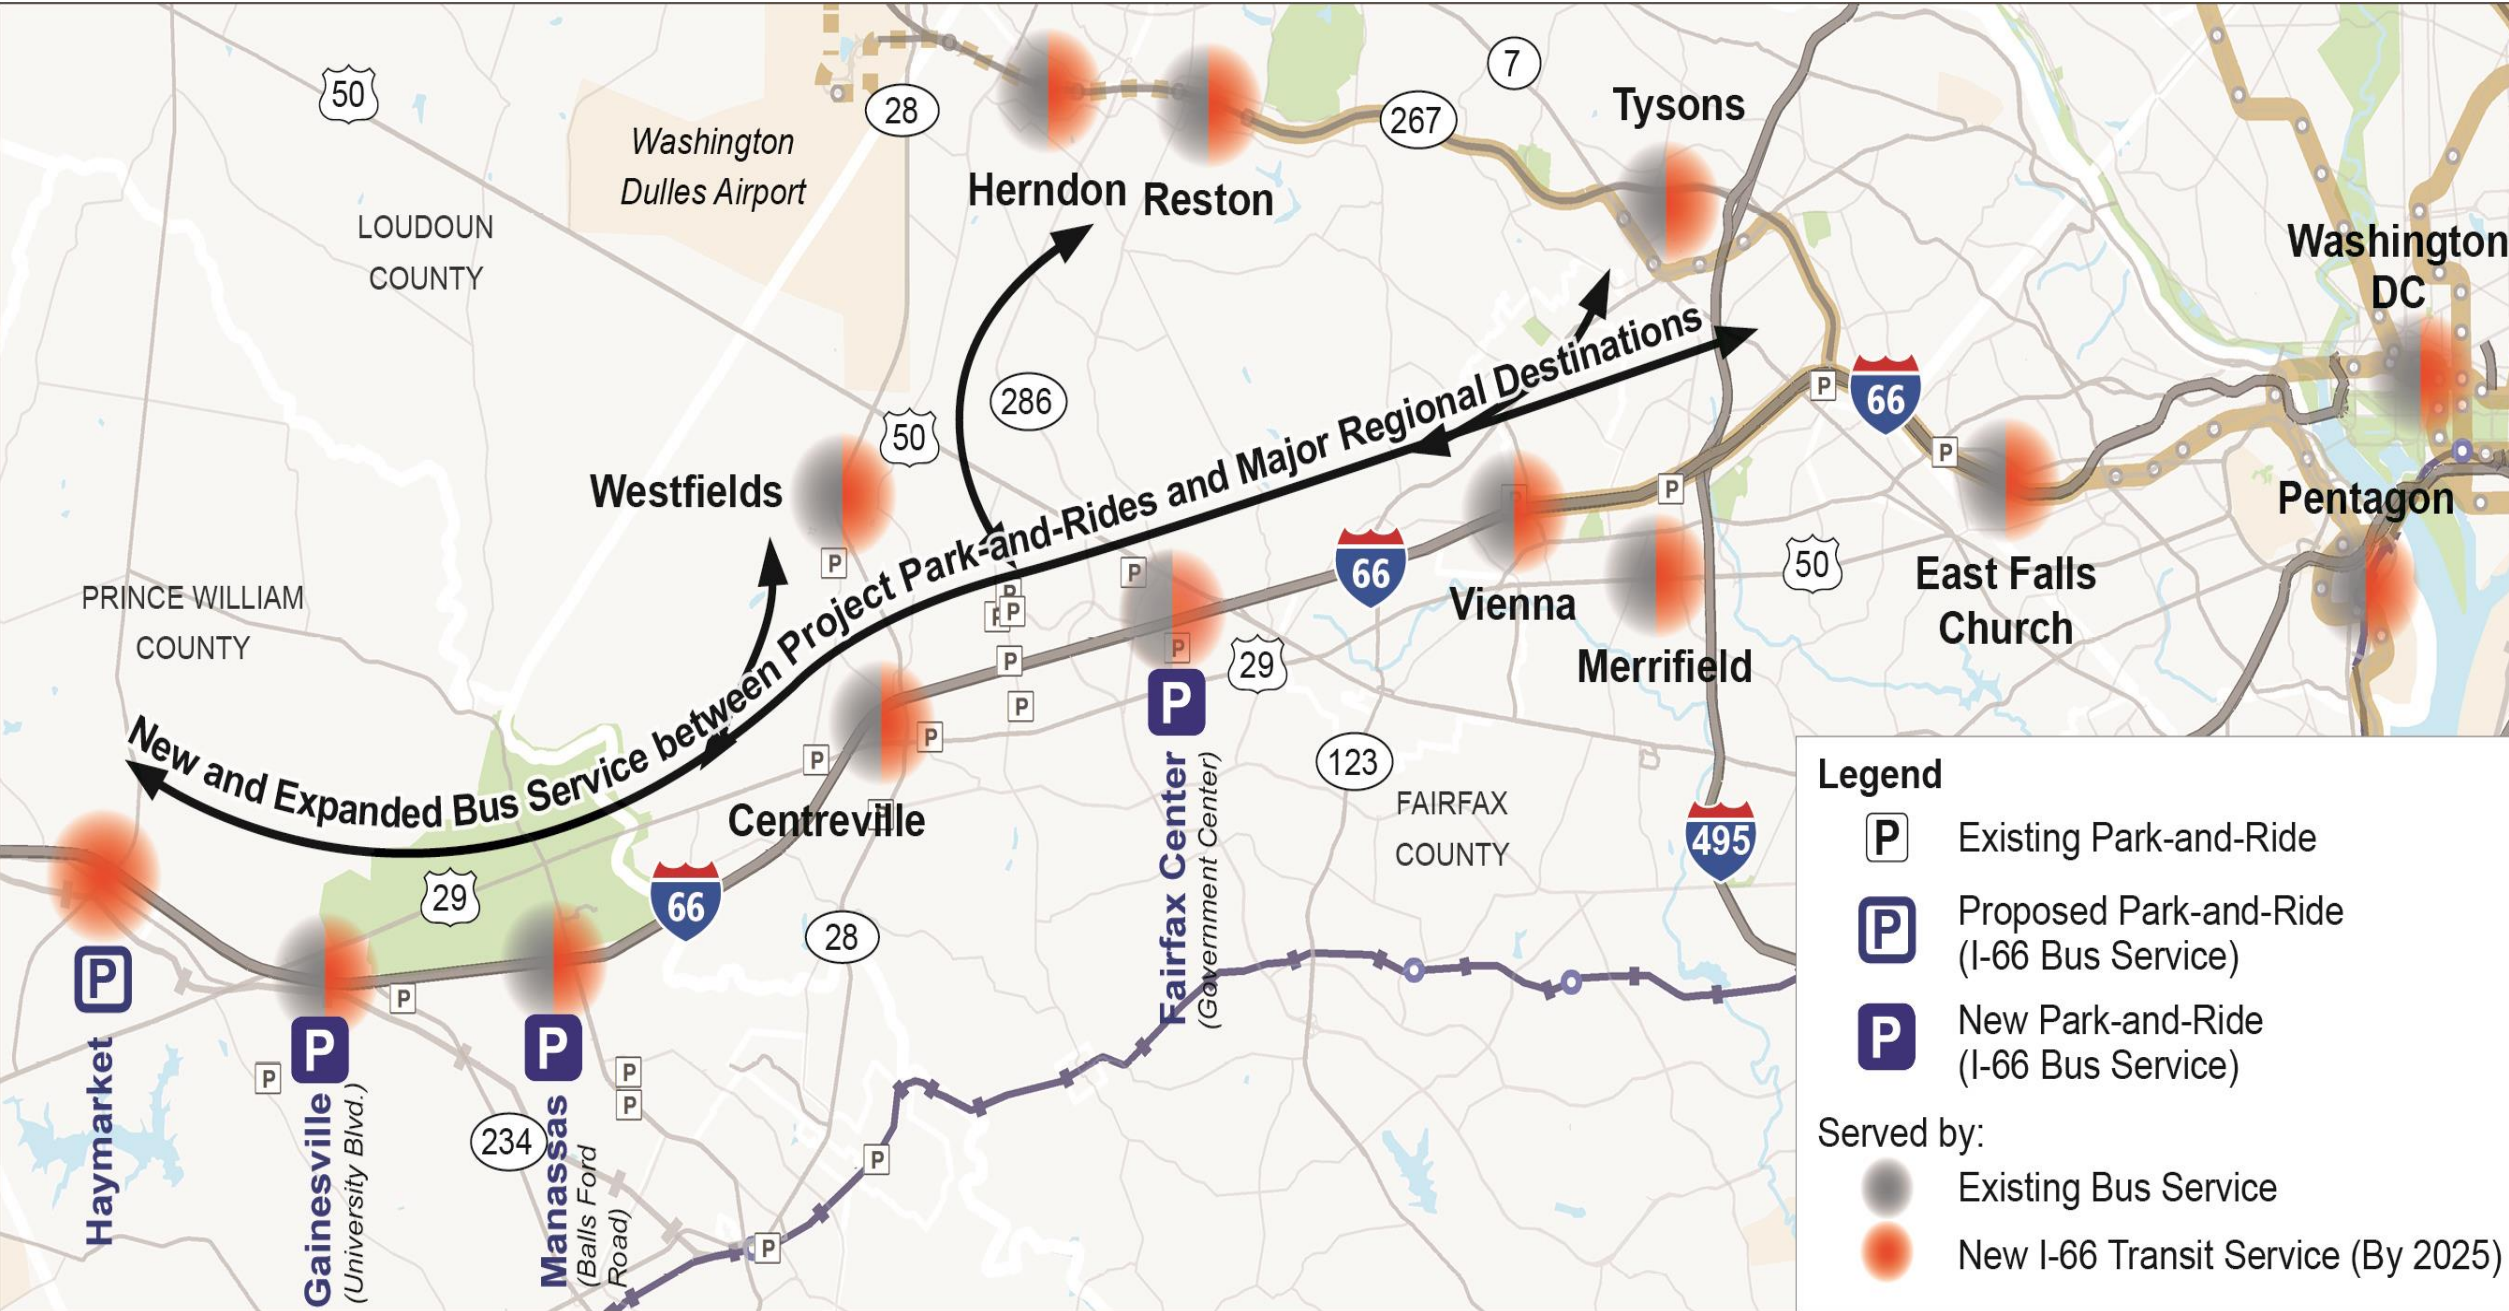 50
Washington
Dulles Airport
28
LOUDOUN
COUNTY
Herndon
Reston
267
7
Tysons
Washington
DC
286
50
Westfields
New and Expanded Bus Service between Project Park-and-Rides and Major Regional Destinations
PRINCE WILLIAM
COUNTY
P
P
P
P
P
P
P
P
P
P
P
P
66
P
66
P
Vienna
Merrifield
50
East Falls
Church
Pentagon
29
P
Fairfax Center
(Government Center)
P
P
Centreville
P
123
FAIRFAX
COUNTY
495
29
66
28
P
Haymarket
P
P
P
Gainesville
(University Blvd.)
234
P
Manassas
(Balls Ford
Road)
P
P
P
P
Legend
P Existing Park-and-Ride
P Proposed Park-and-Ride
(I-66 Bus Service)
P New Park-and-Ride
(I-66 Bus Service)
Served by:
Existing Bus Service
New I-66 Transit Service (By 2025)